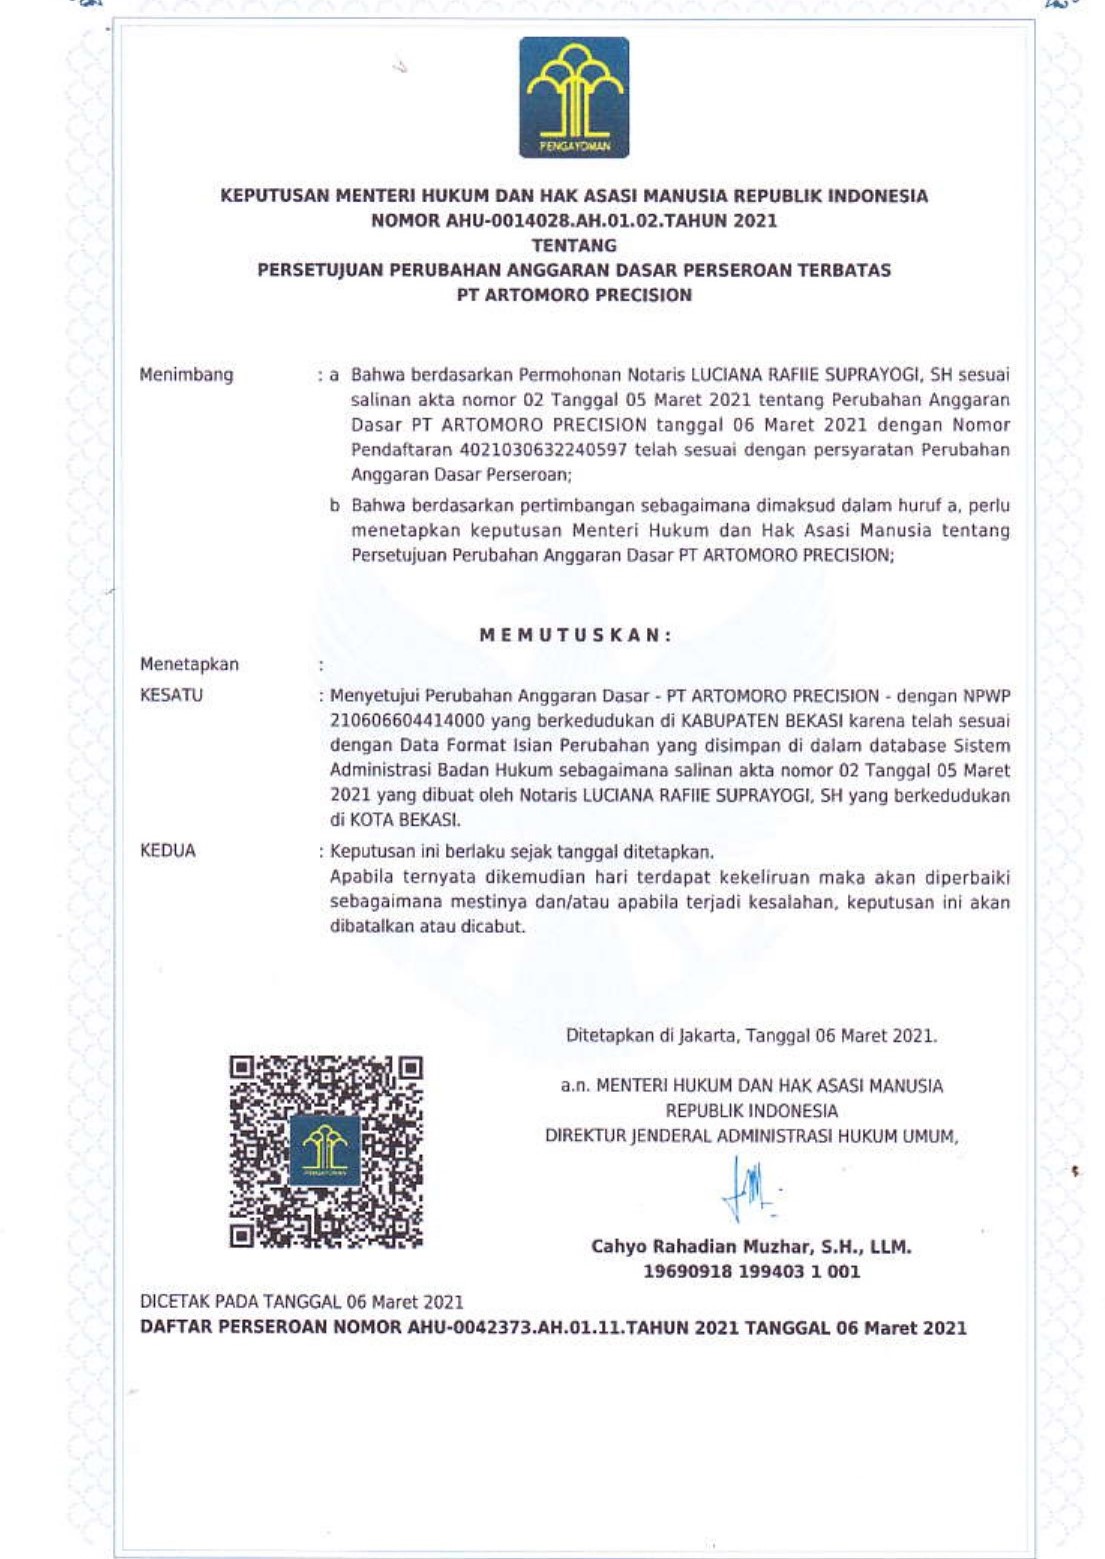 PENGAYOMAN
KEPUTUSAN MENTERI HUKUM DAN HAK ASASI MANUSIA REPUBLIK INDONESIA
NOMOR AHU-0014028.AH.01.02.TAHUN 2021
TENTANG
PERSETUJUAN PERUBAHAN ANGGARAN DASAR PERSEROAN TERBATAS
PT ARTOMORO PRECISION
Menimbang : a Bahwa berdasarkan Permohonan Notaris LUCIANA RAFIIE SUPRAYOGI, SH sesuai
salinan akta nomor 02 Tanggal 05 Maret 2021 tentang Perubahan Anggaran
Dasar PT ARTOMORO PRECISION tanggal 06 Maret 2021 dengan Nomor
Pendaftaran 4021030632240597 telah sesuai dengan persyaratan Perubahan
Anggaran Dasar Perseroan;
b Bahwa berdasarkan pertimbangan sebagaimana dimaksud dalam huruf a, perlu
menetapkan keputusan Menteri Hukum dan Hak Asasi Manusia tentang
Persetujuan Perubahan Anggaran Dasar PT ARTOMORO PRECISION;
MEMUTUSKAN:
Menetapkan :
KESATU : Menyetujui Perubahan Anggaran Dasar - PT ARTOMORO PRECISION - dengan NPWP
210606604414000 yang berkedudukan di KABUPATEN BEKASI karena telah sesuai
dengan Data Format Isian Perubahan yang disimpan di dalam database Sistem
Administrasi Badan Hukum sebagaimana salinan akta nomor 02 Tanggal 05 Maret
2021 yang dibuat oleh Notaris LUCIANA RAFIIE SUPRAYOGI, SH yang berkedudukan
di KOTA BEKASI.
KEDUA : Keputusan ini berlaku sejak tanggal ditetapkan.
Apabila ternyata dikemudian hari terdapat kekeliruan maka akan diperbaiki
sebagaimana mestinya dan/atau apabila terjadi kesalahan, keputusan ini akan
dibatalkan atau dicabut.
Ditetapkan di Jakarta, Tanggal 06 Maret 2021.
a.n. MENTERI HUKUM DAN HAK ASASI MANUSIA
REPUBLIK INDONESIA
DIREKTUR JENDERAL ADMINISTRASI HUKUM UMUM,
PENGAYOMAN
Cahyo Rahadian Muzhar, S.H., LLM.
19690918 199403 1 001
DICETAK PADA TANGGAL 06 Maret 2021
DAFTAR PERSEROAN NOMOR AHU-0042373.AH.01.11.TAHUN 2021 TANGGAL 06 Maret 2021